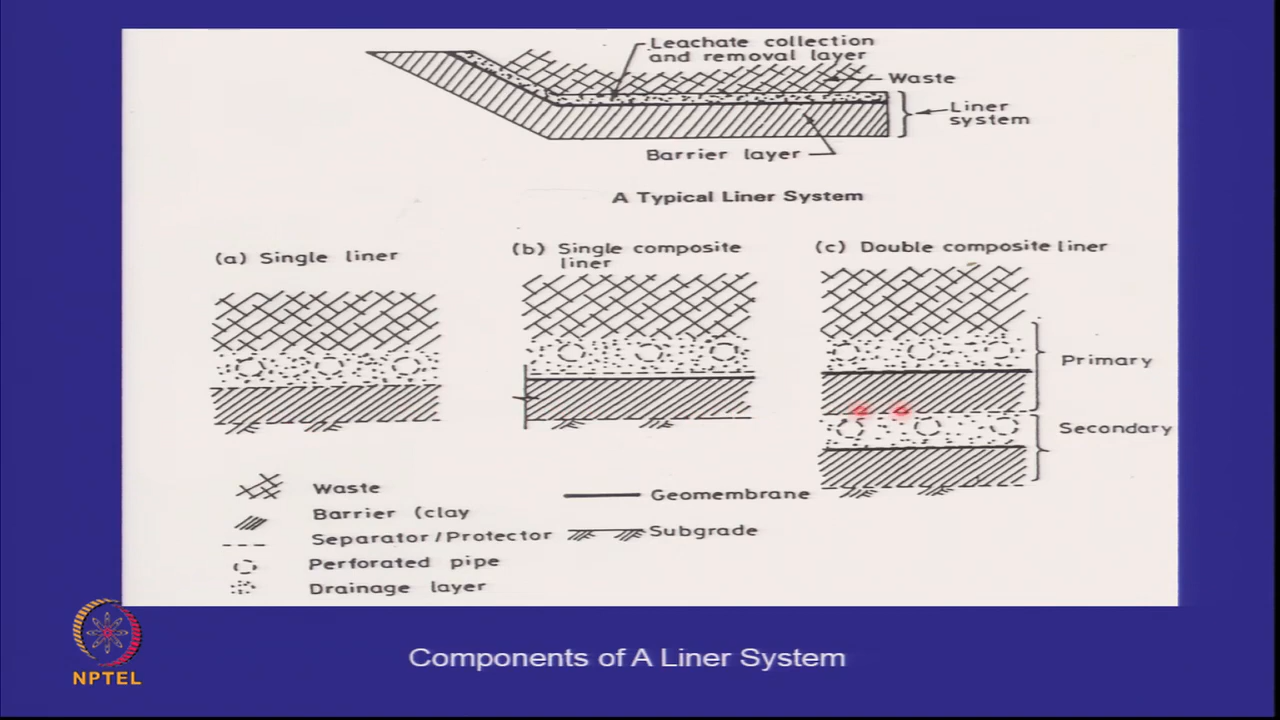 Leachate collection
and removal layer
Waste
Liner
system
Barrier layer
A Typical Liner System
(a) Single liner
(b) Single composite
liner
(c) Double composite liner
Primary
Secondary
Waste
Barrier (clay
Separator/Protector
Perforated pipe
Drainage layer
Geomembrane
Subgrade
NPTEL
Components of A Liner System